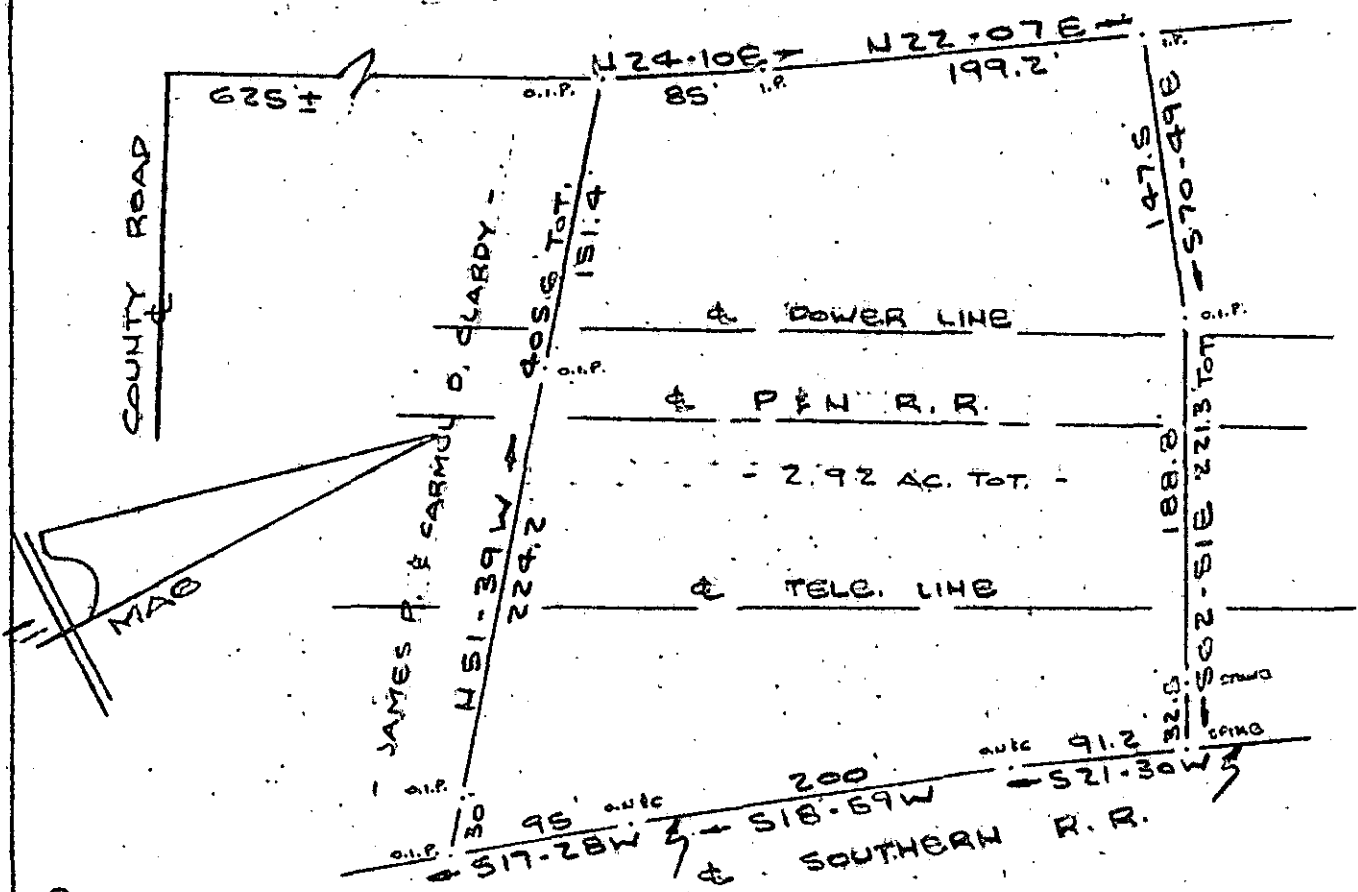 N24-10E
N22-07E
I.P.
625'±
O.I.P.
85'
I.P.
199.2'
COUNTY ROAD
147.5
S70-49E
405.6 TOT.
151.4
O.I.P.
℄ POWER LINE
O.I.P.
℄ P & N R.R.
- 2.92 AC. TOT. -
188.8
S62-51E 221.3 TOT
- JAMES P. & CARMON D. CLARDY -
N51-39W
224.2
MAG
℄ TELE. LINE
32.5
O.I.P.
30'
95'
200'
91.2'
O.I.P.
S17-28W
S18-59W
S21-30W
℄ SOUTHERN R.R.